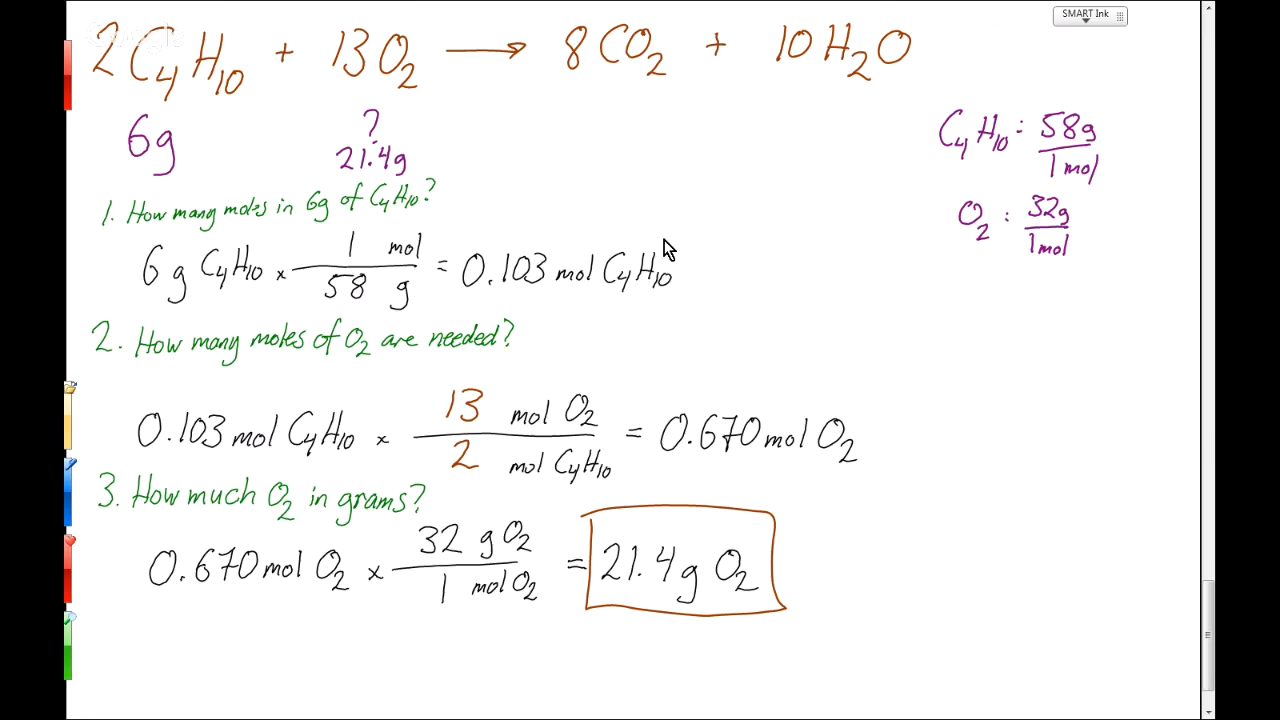 SMART Ink
Google
2C₄H₁₀ + 13O₂ → 8CO₂ + 10H₂O
6g ?
21.4g
C₄H₁₀ : 58g / 1mol
O₂ : 32g / 1mol
1. How many moles in 6g of C₄H₁₀?
6 g C₄H₁₀ × 1 mol / 58 g = 0.103 mol C₄H₁₀
2. How many moles of O₂ are needed?
0.103 mol C₄H₁₀ × 13 mol O₂ / 2 mol C₄H₁₀ = 0.670 mol O₂
3. How much O₂ in grams?
0.670 mol O₂ × 32 g O₂ / 1 mol O₂ = 21.4 g O₂